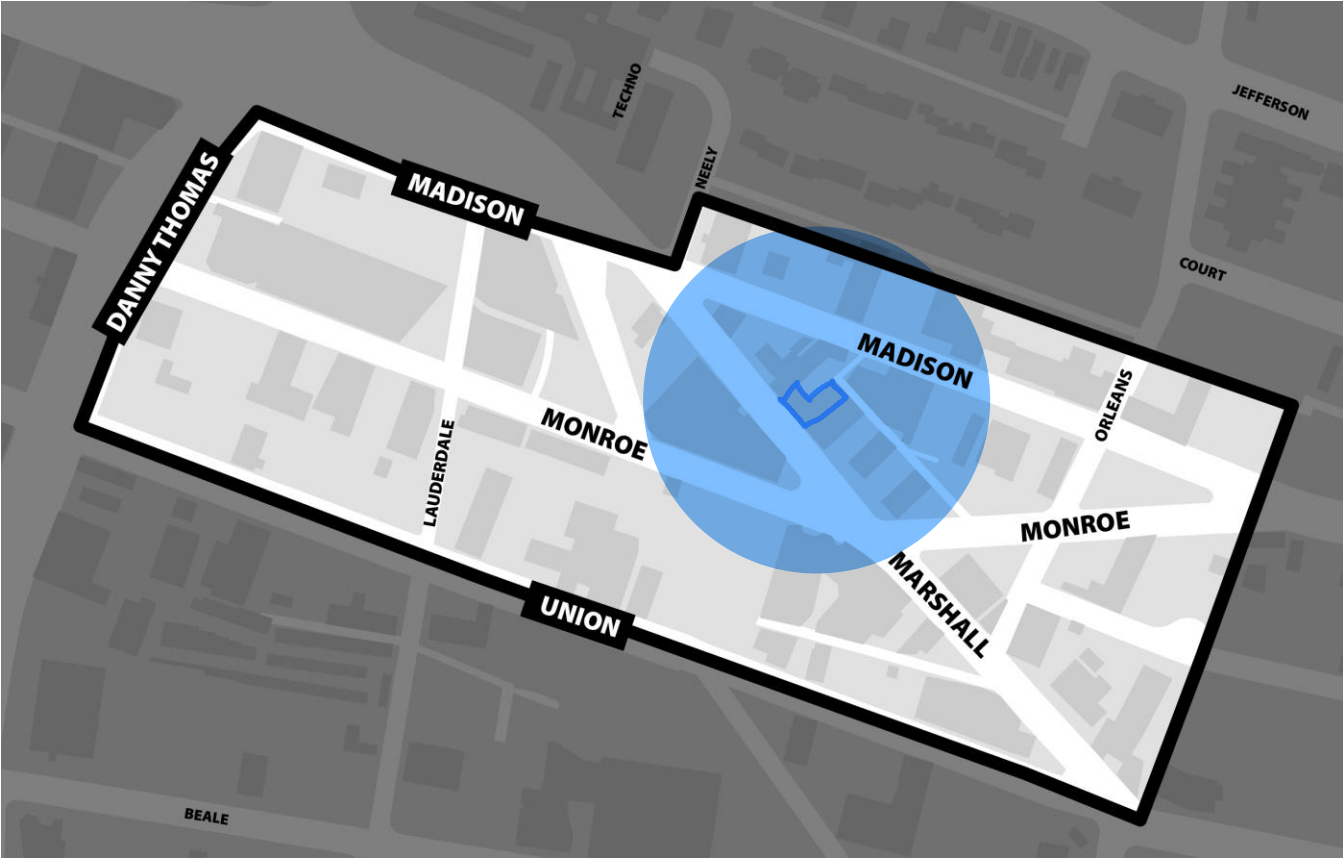 TECHNO
JEFFERSON
NEELY
MADISON
DANNY THOMAS
COURT
MADISON
ORLEANS
MONROE
LAUDERDALE
MONROE
MARSHALL
UNION
BEALE